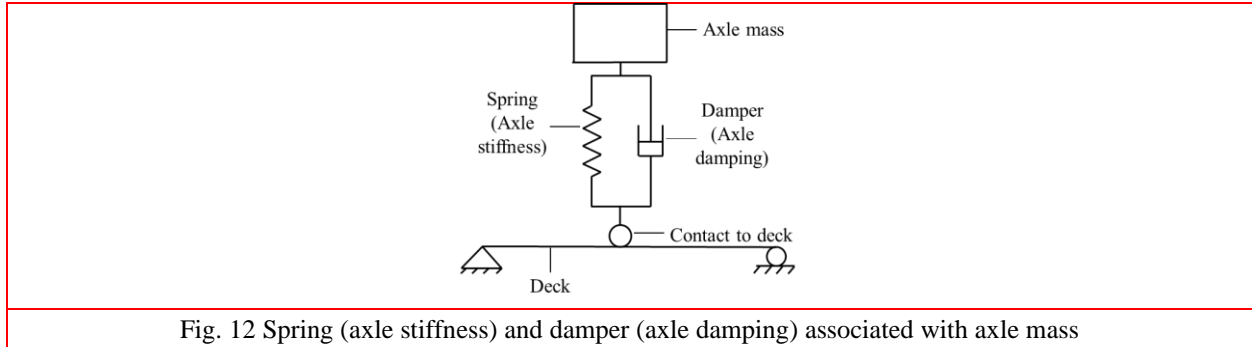 Axle mass
Spring
(Axle
stiffness)
Damper
(Axle
damping)
Contact to deck
Deck
Fig. 12 Spring (axle stiffness) and damper (axle damping) associated with axle mass